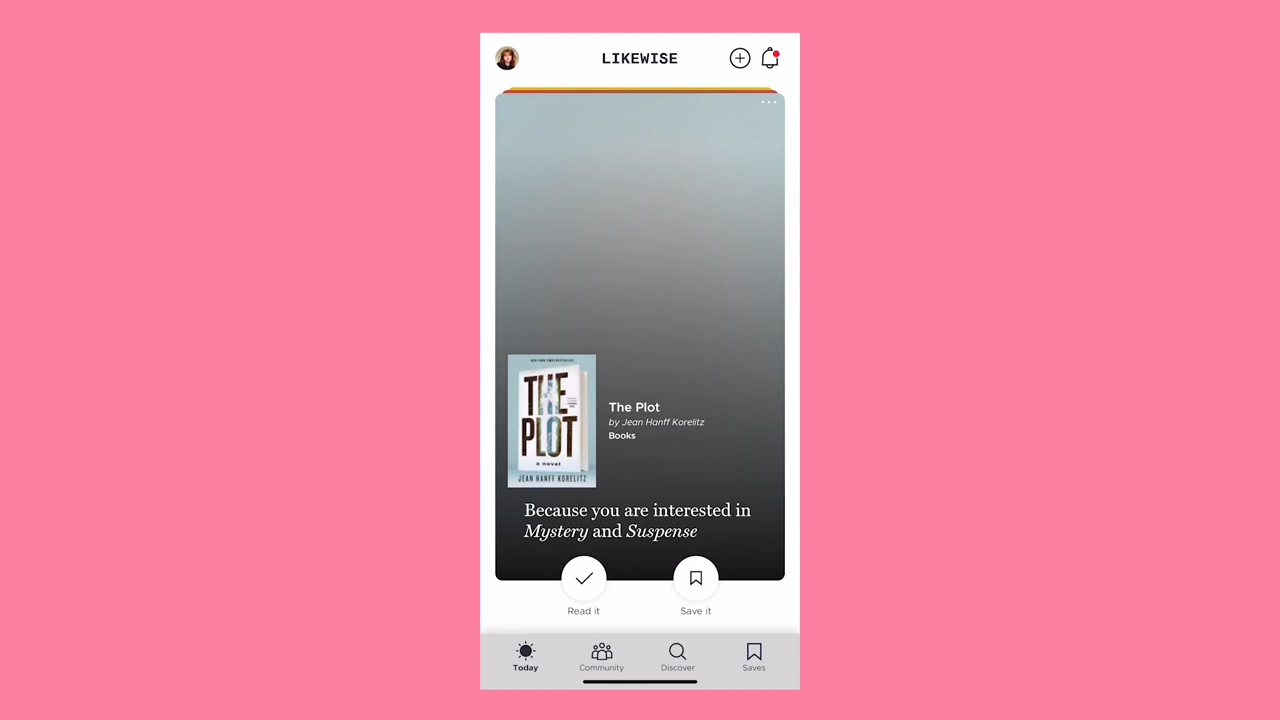 LIKEWISE
NEW YORK TIMES BESTSELLER
THE
PLOT
a novel
JEAN HANFF KORELITZ
The Plot
by Jean Hanff Korelitz
Books
Because you are interested in
Mystery and Suspense
Read it
Save it
Today
Community
Discover
Saves